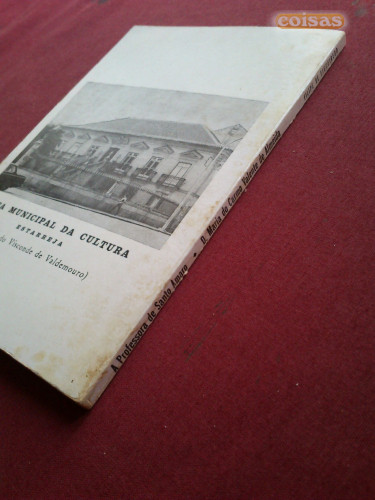 coisas
A MUNICIPAL DA CULTURA
ESTARREJA
do Visconde de Valdemouro)
A Professora de Santo Amaro - D. Maria do Carmo Valente de Almeida